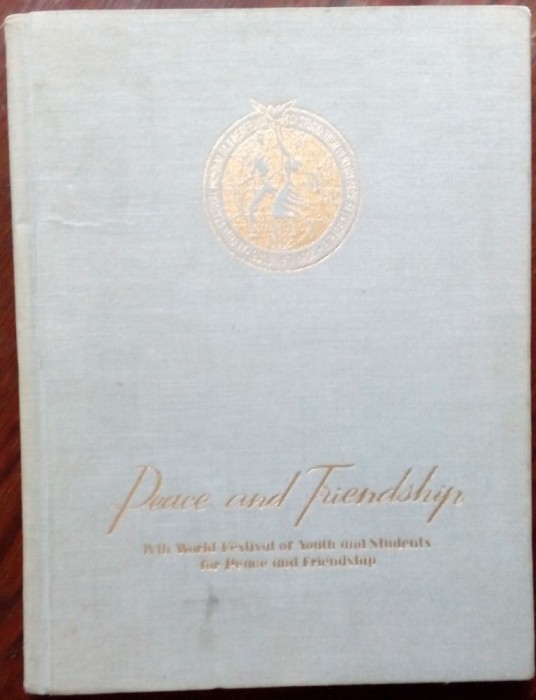 Peace and Friendship
IVth World Festival of Youth and Students
for Peace and Friendship